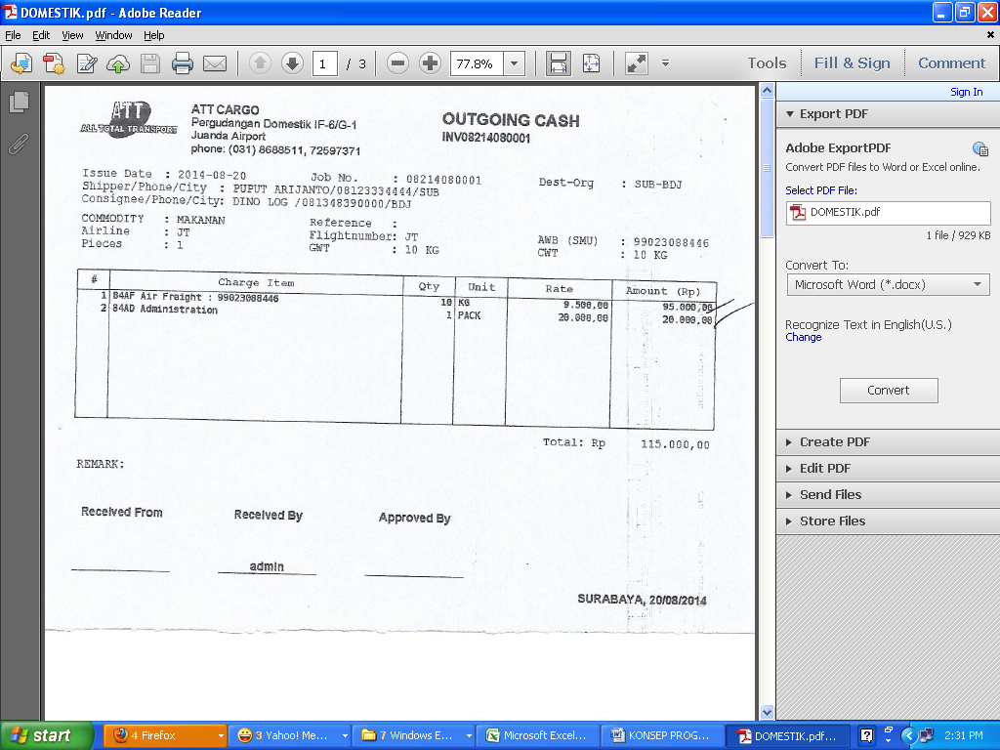 DOMESTIK.pdf - Adobe Reader
File Edit View Window Help
1 / 3 77.8% Tools Fill & Sign Comment
Sign In
ATT
ALL TOTAL TRANSPORT
ATT CARGO
Pergudangan Domestik IF-6/G-1
Juanda Airport
phone: (031) 8688511, 72597371
OUTGOING CASH
INV08214080001
Issue Date : 2014-08-20 Job No. : 08214080001 Dest-Org : SUB-BDJ
Shipper/Phone/City : PUPUT ARIJANTO/08123334444/SUB
Consignee/Phone/City: DINO LOG /081348390000/BDJ
COMMODITY : MAKANAN Reference :
Airline : JT Flightnumber: JT AWB (SMU) : 99023088446
Pieces : 1 GWT : 10 KG CWT : 10 KG
# Charge Item Qty Unit Rate Amount (Rp)
1 84AF Air Freight : 99023088446 10 KG 9.500,00 95.000,00
2 84AD Administration 1 PACK 20.000,00 20.000,00
Total: Rp 115.000,00
REMARK:
Received From Received By Approved By
admin
SURABAYA, 20/08/2014
Export PDF
Adobe ExportPDF
Convert PDF files to Word or Excel online.
Select PDF File:
DOMESTIK.pdf
1 file / 929 KB
Convert To:
Microsoft Word (*.docx)
Recognize Text in English(U.S.)
Change
Convert
Create PDF
Edit PDF
Send Files
Store Files
start 4 Firefox 3 Yahoo! Me... 7 Windows E... Microsoft Excel... KONSEP PROG... DOMESTIK.pdf... 2:31 PM